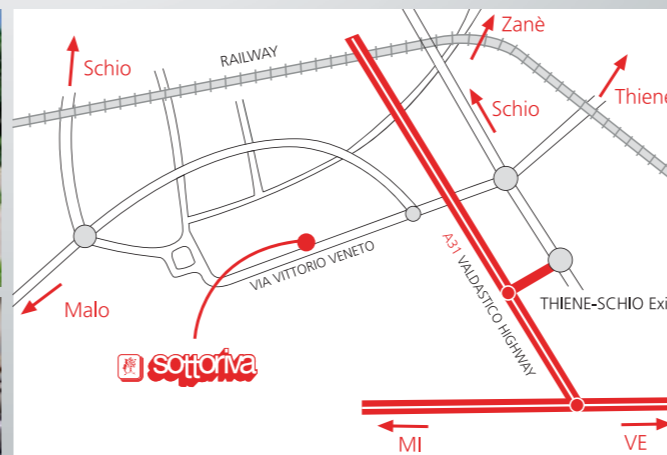 Zanè
Schio
RAILWAY
Thiene
Schio
A31 VALDASTICO HIGHWAY
VIA VITTORIO VENETO
THIENE-SCHIO Exi
Malo
sottoriva
MI
VE